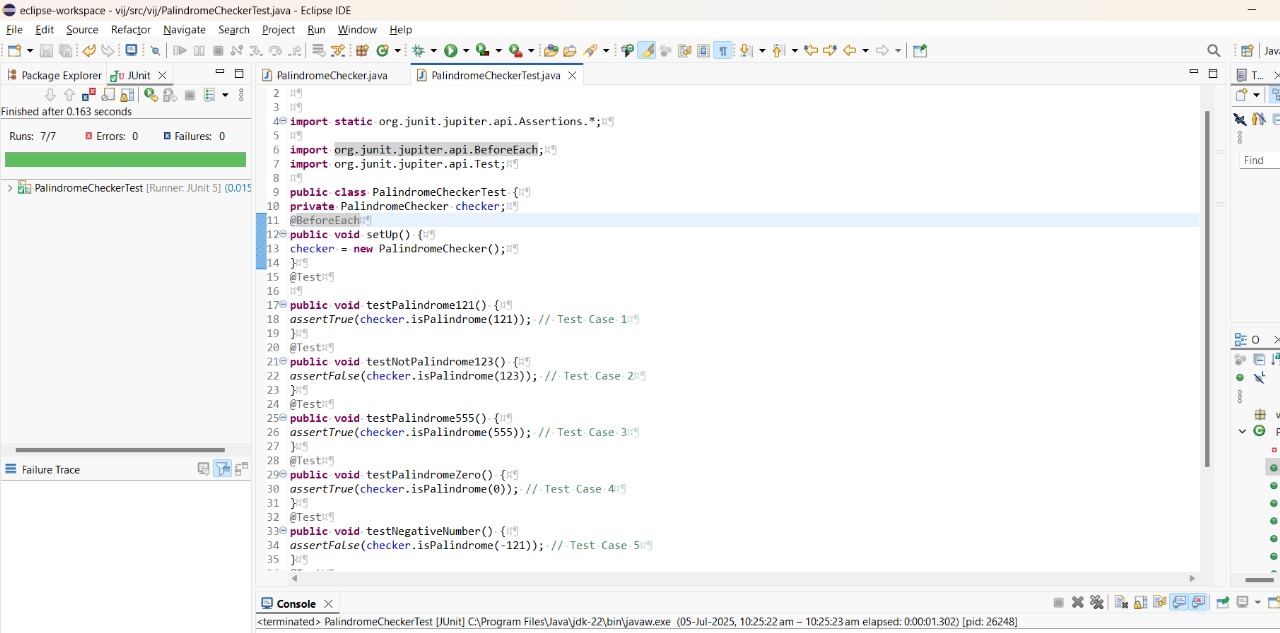 eclipse-workspace - vij/src/vij/PalindromeCheckerTest.java - Eclipse IDE
File Edit Source Refactor Navigate Search Project Run Window Help
Java
Package Explorer JUnit
Finished after 0.163 seconds
Runs: 7/7 Errors: 0 Failures: 0
PalindromeCheckerTest [Runner: JUnit 5] (0.015
Failure Trace
PalindromeChecker.java PalindromeCheckerTest.java
2
3
4 import static org.junit.jupiter.api.Assertions.*;
5
6 import org.junit.jupiter.api.BeforeEach;
7 import org.junit.jupiter.api.Test;
8
9 public class PalindromeCheckerTest {
10 private PalindromeChecker checker;
11 @BeforeEach
12 public void setUp() {
13 checker = new PalindromeChecker();
14 }
15 @Test
16
17 public void testPalindrome121() {
18 assertTrue(checker.isPalindrome(121)); // Test Case 1
19 }
20 @Test
21 public void testNotPalindrome123() {
22 assertFalse(checker.isPalindrome(123)); // Test Case 2
23 }
24 @Test
25 public void testPalindrome555() {
26 assertTrue(checker.isPalindrome(555)); // Test Case 3
27 }
28 @Test
29 public void testPalindromeZero() {
30 assertTrue(checker.isPalindrome(0)); // Test Case 4
31 }
32 @Test
33 public void testNegativeNumber() {
34 assertFalse(checker.isPalindrome(-121)); // Test Case 5
35 }
T...
Find
O
Console
<terminated> PalindromeCheckerTest [JUnit] C:\Program Files\Java\jdk-22\bin\javaw.exe (05-Jul-2025, 10:25:22 am – 10:25:23 am elapsed: 0:00:01.302) [pid: 26248]